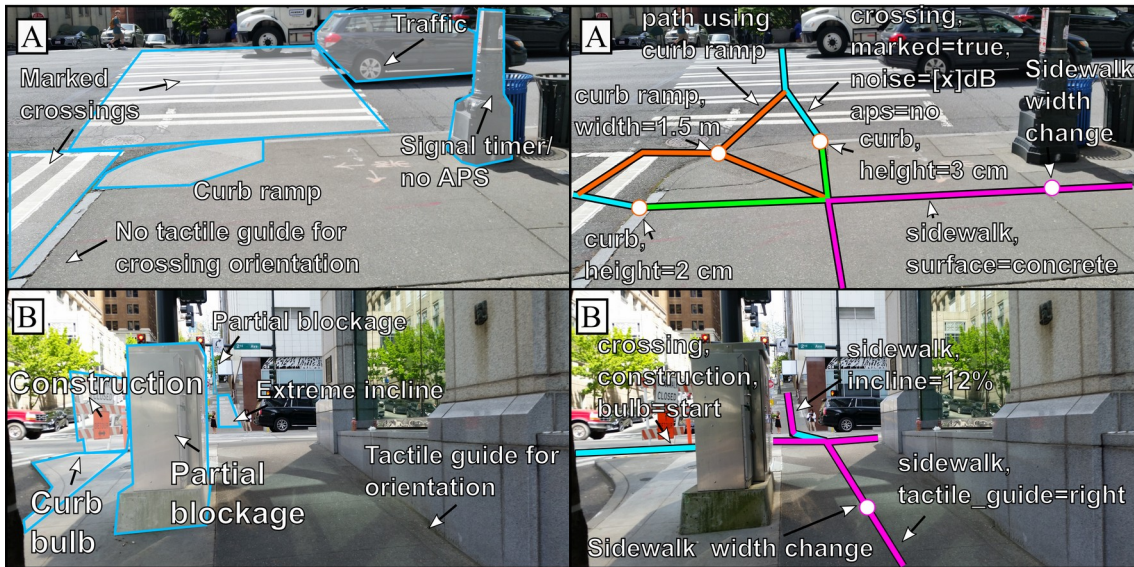 A
Traffic
Marked
crossings
Signal timer/
no APS
Curb ramp
No tactile guide for
crossing orientation
A
path using
curb ramp
crossing,
marked=true,
noise=[x]dB
aps=no
Sidewalk
width
change
curb ramp,
width=1.5 m
curb,
height=3 cm
curb,
height=2 cm
sidewalk,
surface=concrete
B
Partial blockage
Construction
Extreme incline
Partial
blockage
Tactile guide for
orientation
Curb
bulb
B
crossing,
construction,
bulb=start
sidewalk,
incline=12%
CLOSED
sidewalk,
tactile_guide=right
Sidewalk width change